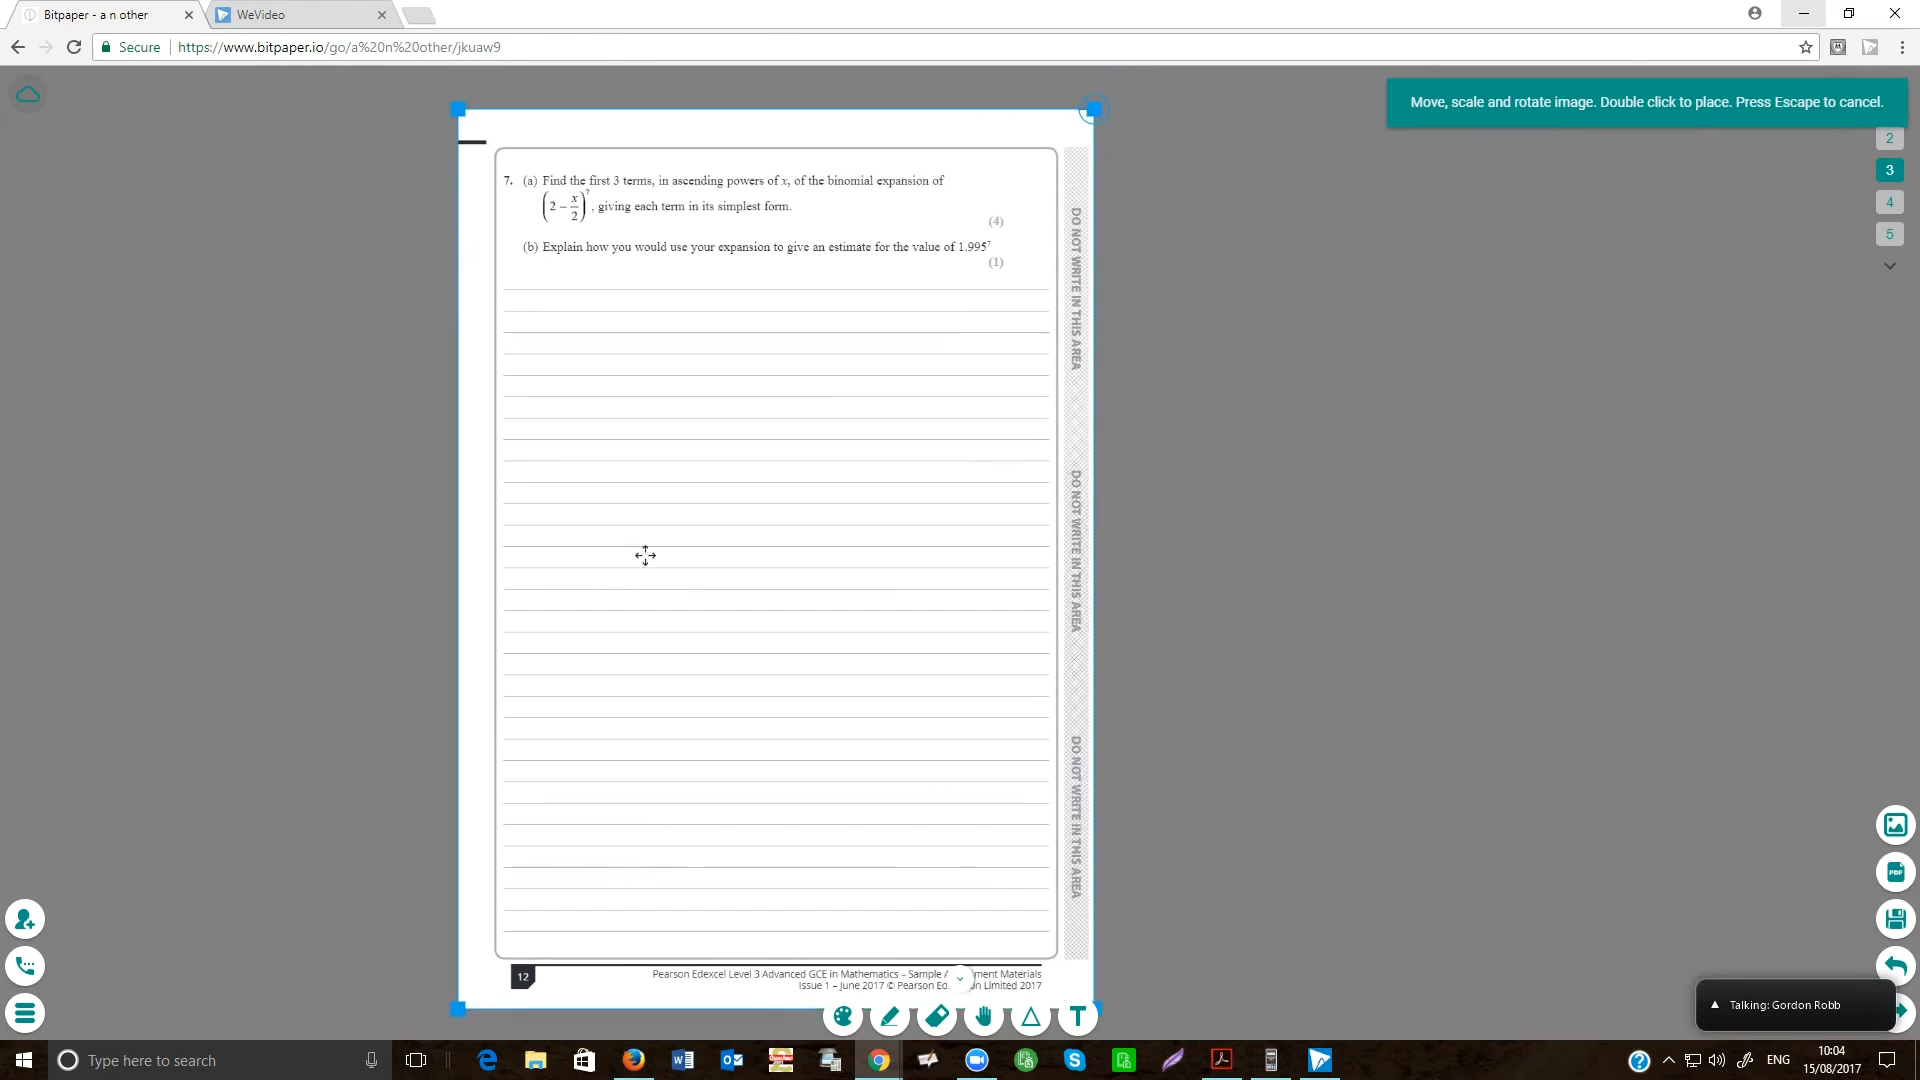 Bitpaper - a n other
WeVideo
Secure
https://www.bitpaper.io/go/a%20n%20other/jkuaw9
Move, scale and rotate image. Double click to place. Press Escape to cancel.
2
3
4
5
7. (a) Find the first 3 terms, in ascending powers of x, of the binomial expansion of
(2 − x/2)⁷, giving each term in its simplest form.
(4)
(b) Explain how you would use your expansion to give an estimate for the value of 1.995⁷
(1)
DO NOT WRITE IN THIS AREA
DO NOT WRITE IN THIS AREA
DO NOT WRITE IN THIS AREA
12
Pearson Edexcel Level 3 Advanced GCE in Mathematics – Sample Materials
Issue 1 – June 2017 © Pearson Limited 2017
PDF
T
Talking: Gordon Robb
Type here to search
ENG
10:04
15/08/2017